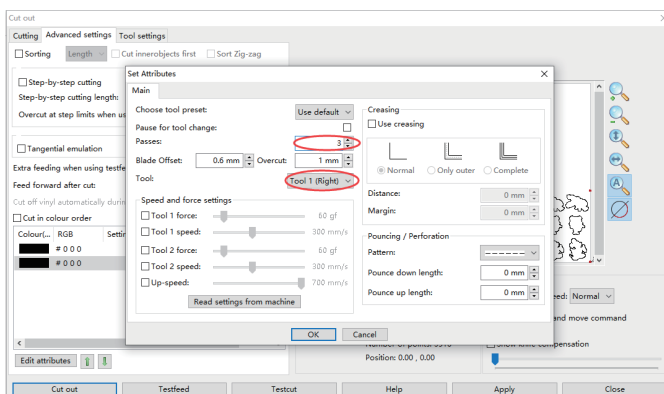 Cut out
Cutting Advanced settings Tool settings
Sorting Length Cut innerobjects first Sort Zig-zag
Step-by-step cutting
Step-by-step cutting length:
Overcut at step limits when us
Tangential emulation
Extra feeding when using testfe
Feed forward after cut:
Cut off vinyl automatically durin
Cut in colour order
Colour(... RGB Settin
# 0 0 0
# 0 0 0
Edit attributes
Set Attributes
Main
Choose tool preset: Use default
Pause for tool change:
Passes: 3
Blade Offset: 0.6 mm Overcut: 1 mm
Tool: Tool 1 (Right)
Speed and force settings
Tool 1 force: 60 gf
Tool 1 speed: 300 mm/s
Tool 2 force: 60 gf
Tool 2 speed: 300 mm/s
Up-speed: 700 mm/s
Read settings from machine
Creasing
Use creasing
Normal Only outer Complete
Distance: 0 mm
Margin: 0 mm
Pouncing / Perforation
Pattern:
Pounce down length: 0 mm
Pounce up length: 0 mm
OK Cancel
eed: Normal
and move command
Position: 0.00 , 0.00
Cut out Testfeed Testcut Help Apply Close